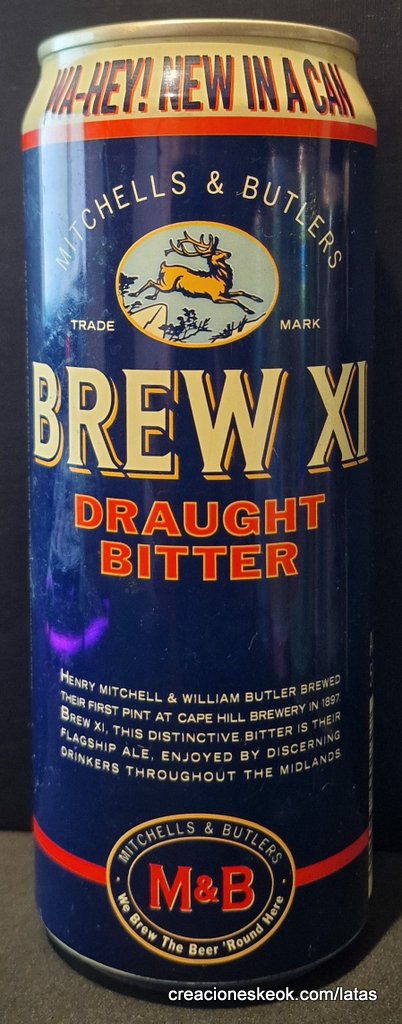 WA-HEY! NEW IN A CAN
MITCHELLS & BUTLERS
TRADE MARK
BREW XI
DRAUGHT
BITTER
HENRY MITCHELL & WILLIAM BUTLER BREWED
THEIR FIRST PINT AT CAPE HILL BREWERY IN 1897.
BREW XI, THIS DISTINCTIVE BITTER IS THEIR
FLAGSHIP ALE, ENJOYED BY DISCERNING
DRINKERS THROUGHOUT THE MIDLANDS
MITCHELLS & BUTLERS
M&B
We Brew The Beer 'Round Here
creacioneskeok.com/latas